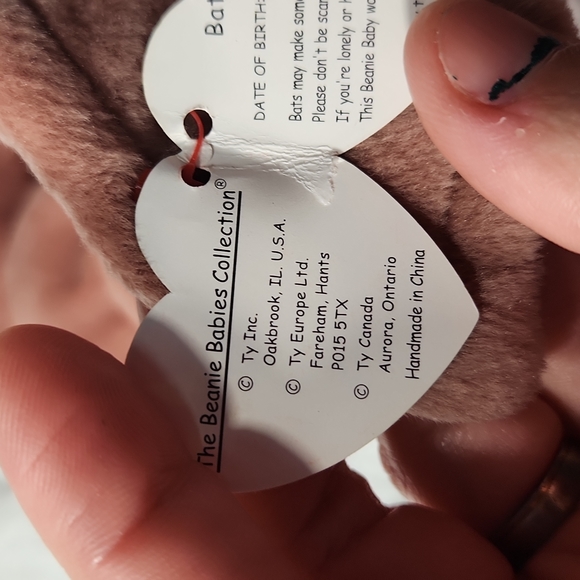 The Beanie Babies Collection®
© Ty Inc.
Oakbrook, IL. U.S.A.
© Ty Europe Ltd.
Fareham, Hants
P015 5TX
© Ty Canada
Aurora, Ontario
Handmade in China
Bat
DATE OF BIRTH:
Bats may make som
Please don't be scar
If you're lonely or h
This Beanie Baby wo